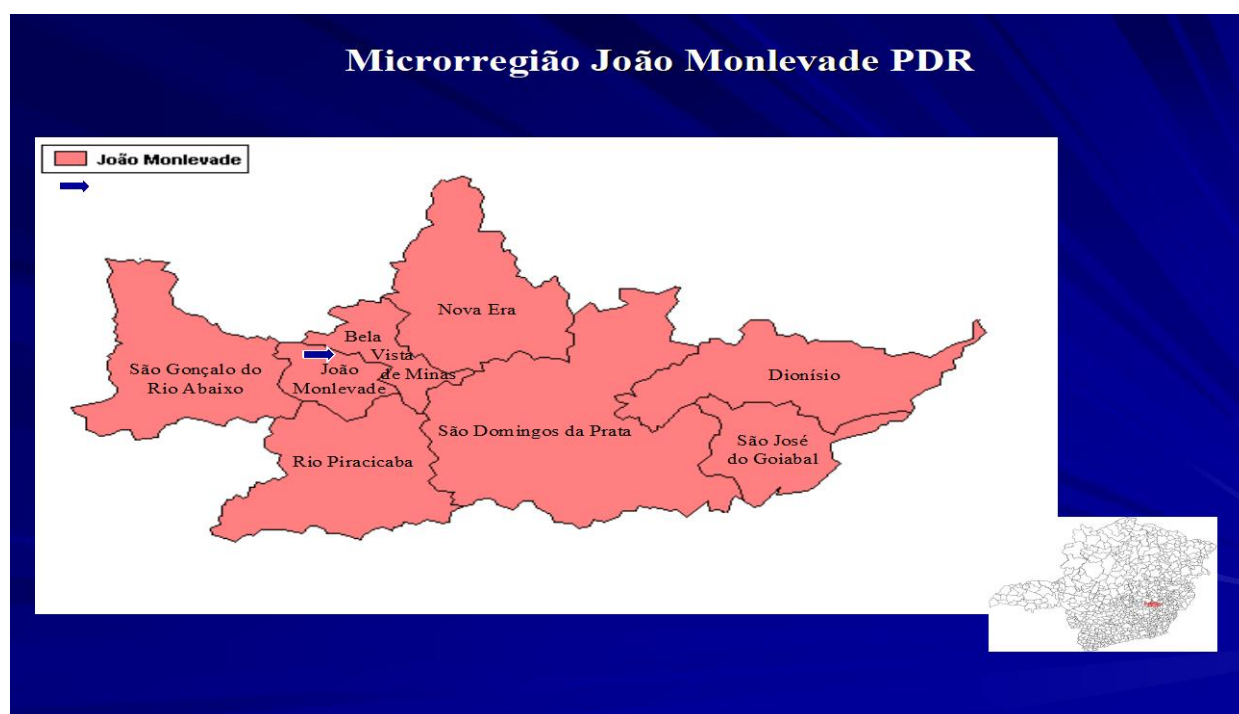 Microrregião João Monlevade PDR
João Monlevade
Nova Era
Bela
Vista
de Minas
São Gonçalo do
Rio Abaixo
João
Monlevade
Dionísio
São Domingos da Prata
São José
do Goiabal
Rio Piracicaba